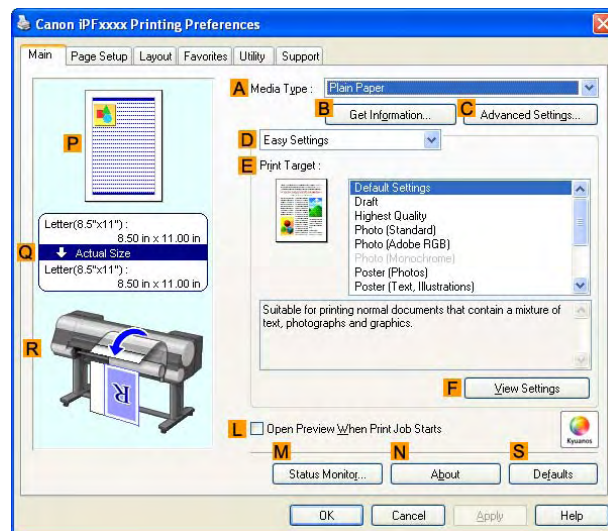 Canon iPFxxxx Printing Preferences
Main Page Setup Layout Favorites Utility Support
A Media Type : Plain Paper
B Get Information... C Advanced Settings...
D Easy Settings
E Print Target :
Default Settings
Draft
Highest Quality
Photo (Standard)
Photo (Adobe RGB)
Photo (Monochrome)
Poster (Photos)
Poster (Text, Illustrations)
Suitable for printing normal documents that contain a mixture of
text, photographs and graphics.
F View Settings
P
Q
Letter(8.5"x11") :
8.50 in x 11.00 in
Actual Size
Letter(8.5"x11") :
8.50 in x 11.00 in
R
R
L Open Preview When Print Job Starts
Kyuanos
M Status Monitor... N About S Defaults
OK Cancel Apply Help